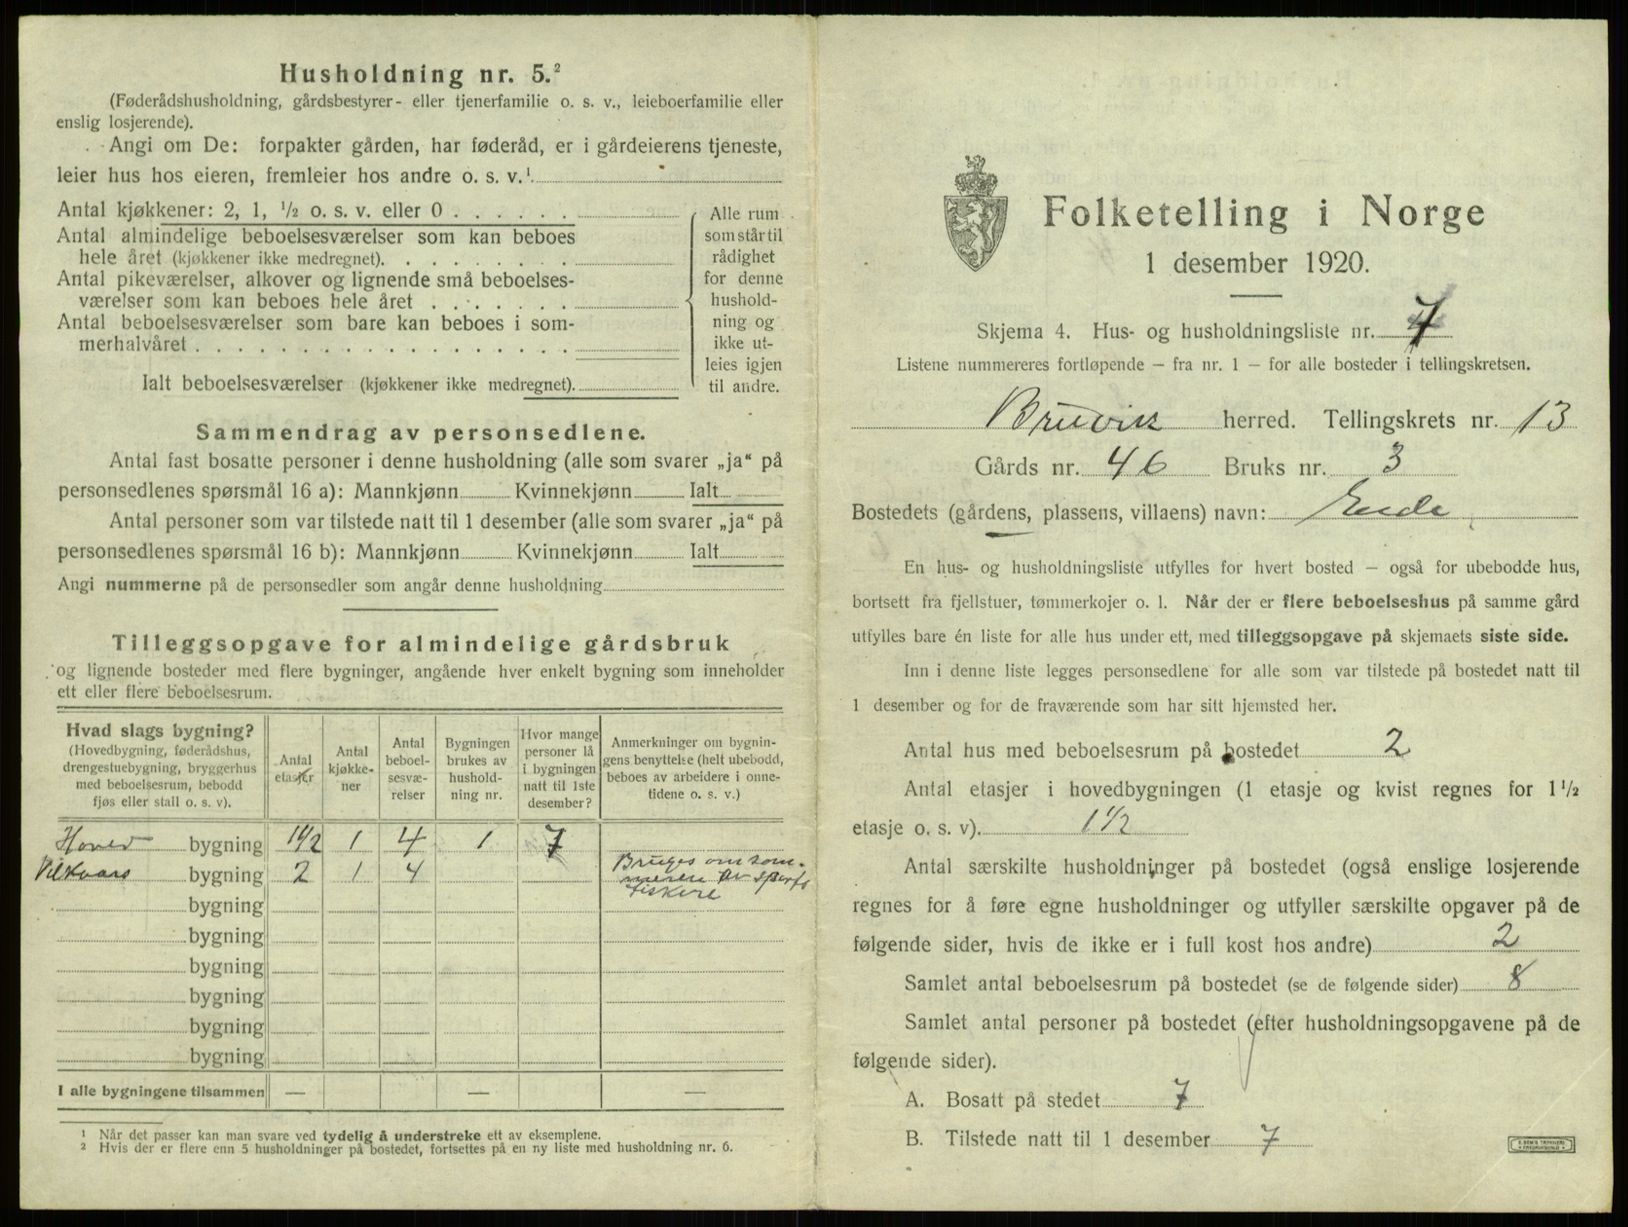 Husholdning nr. 5.²
(Føderådshusholdning, gårdsbestyrer- eller tjenerfamilie o. s. v., leieboerfamilie eller
enslig losjerende).
Angi om De: forpakter gården, har føderåd, er i gårdeierens tjeneste,
leier hus hos eieren, fremleier hos andre o. s. v.¹
Antal kjøkkener: 2, 1, ½ o. s. v. eller 0
Antal almindelige beboelsesværelser som kan beboes
hele året (kjøkkener ikke medregnet).
Antal pikeværelser, alkover og lignende små beboelses-
værelser som kan beboes hele året
Antal beboelsesværelser som bare kan beboes i som-
merhalvåret
Ialt beboelsesværelser (kjøkkener ikke medregnet).
Alle rum
som står til
rådighet
for denne
hushold-
ning og
ikke ut-
leies igjen
til andre.
Sammendrag av personsedlene.
Antal fast bosatte personer i denne husholdning (alle som svarer „ja" på
personsedlenes spørsmål 16 a): Mannkjønn Kvinnekjønn Ialt
Antal personer som var tilstede natt til 1 desember (alle som svarer „ja" på
personsedlenes spørsmål 16 b): Mannkjønn Kvinnekjønn Ialt
Angi nummerne på de personsedler som angår denne husholdning
Tilleggsopgave for almindelige gårdsbruk
og lignende bosteder med flere bygninger, angående hver enkelt bygning som inneholder
ett eller flere beboelsesrum.
Hvad slags bygning?
(Hovedbygning, føderådshus,
drengestuebygning, bryggerhus
med beboelsesrum, bebodd
fjøs eller stall o. s. v).
Antal
etasjer
Antal
kjøkke-
ner
Antal
beboel-
sesvæ-
relser
Bygningen
brukes av
hushold-
ning nr.
Hvor mange
personer lå
i bygningen
natt til 1ste
desember?
Anmerkninger om bygnin-
gens benyttelse (helt ubebodd,
beboes av arbeidere i onne-
tidene o. s. v.)
Hoved bygning 1½ 1 4 1 7
bygning 2 1 4 Bruges om som-
meren av sports
fiskere
bygning
bygning
bygning
bygning
bygning
bygning
I alle bygningene tilsammen — — —
¹ Når det passer kan man svare ved tydelig å understreke ett av eksemplene.
² Hvis der er flere enn 5 husholdninger på bostedet, fortsettes på en ny liste med husholdning nr. 6.
Folketelling i Norge
1 desember 1920.
Skjema 4. Hus- og husholdningsliste nr. 7
Listene nummereres fortløpende — fra nr. 1 — for alle bosteder i tellingskretsen.
Bruvik herred. Tellingskrets nr. 13
Gårds nr. 46 Bruks nr. 3
Bostedets (gårdens, plassens, villaens) navn: Eide
En hus- og husholdningsliste utfylles for hvert bosted — også for ubebodde hus,
bortsett fra fjellstuer, tømmerkojer o. l. Når der er flere beboelseshus på samme gård
utfylles bare én liste for alle hus under ett, med tilleggsopgave på skjemaets siste side.
Inn i denne liste legges personsedlene for alle som var tilstede på bostedet natt til
1 desember og for de fraværende som har sitt hjemsted her.
Antal hus med beboelsesrum på bostedet 2
Antal etasjer i hovedbygningen (1 etasje og kvist regnes for 1½
etasje o. s. v). 1½
Antal særskilte husholdninger på bostedet (også enslige losjerende
regnes for å føre egne husholdninger og utfyller særskilte opgaver på de
følgende sider, hvis de ikke er i full kost hos andre) 2
Samlet antal beboelsesrum på bostedet (se de følgende sider) 8
Samlet antal personer på bostedet (efter husholdningsopgavene på de
følgende sider).
A. Bosatt på stedet 7
B. Tilstede natt til 1 desember 7